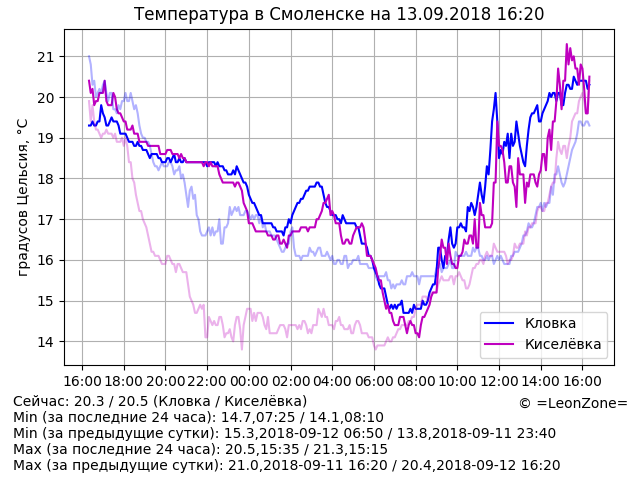 Температура в Смоленске на 13.09.2018 16:20
градусов Цельсия, °C
21
20
19
18
17
16
15
14
16:00 18:00 20:00 22:00 00:00 02:00 04:00 06:00 08:00 10:00 12:00 14:00 16:00
Кловка
Киселёвка
Сейчас: 20.3 / 20.5 (Кловка / Киселёвка)
© =LeonZone=
Min (за последние 24 часа): 14.7,07:25 / 14.1,08:10
Min (за предыдущие сутки): 15.3,2018-09-12 06:50 / 13.8,2018-09-11 23:40
Max (за последние 24 часа): 20.5,15:35 / 21.3,15:15
Max (за предыдущие сутки): 21.0,2018-09-11 16:20 / 20.4,2018-09-12 16:20